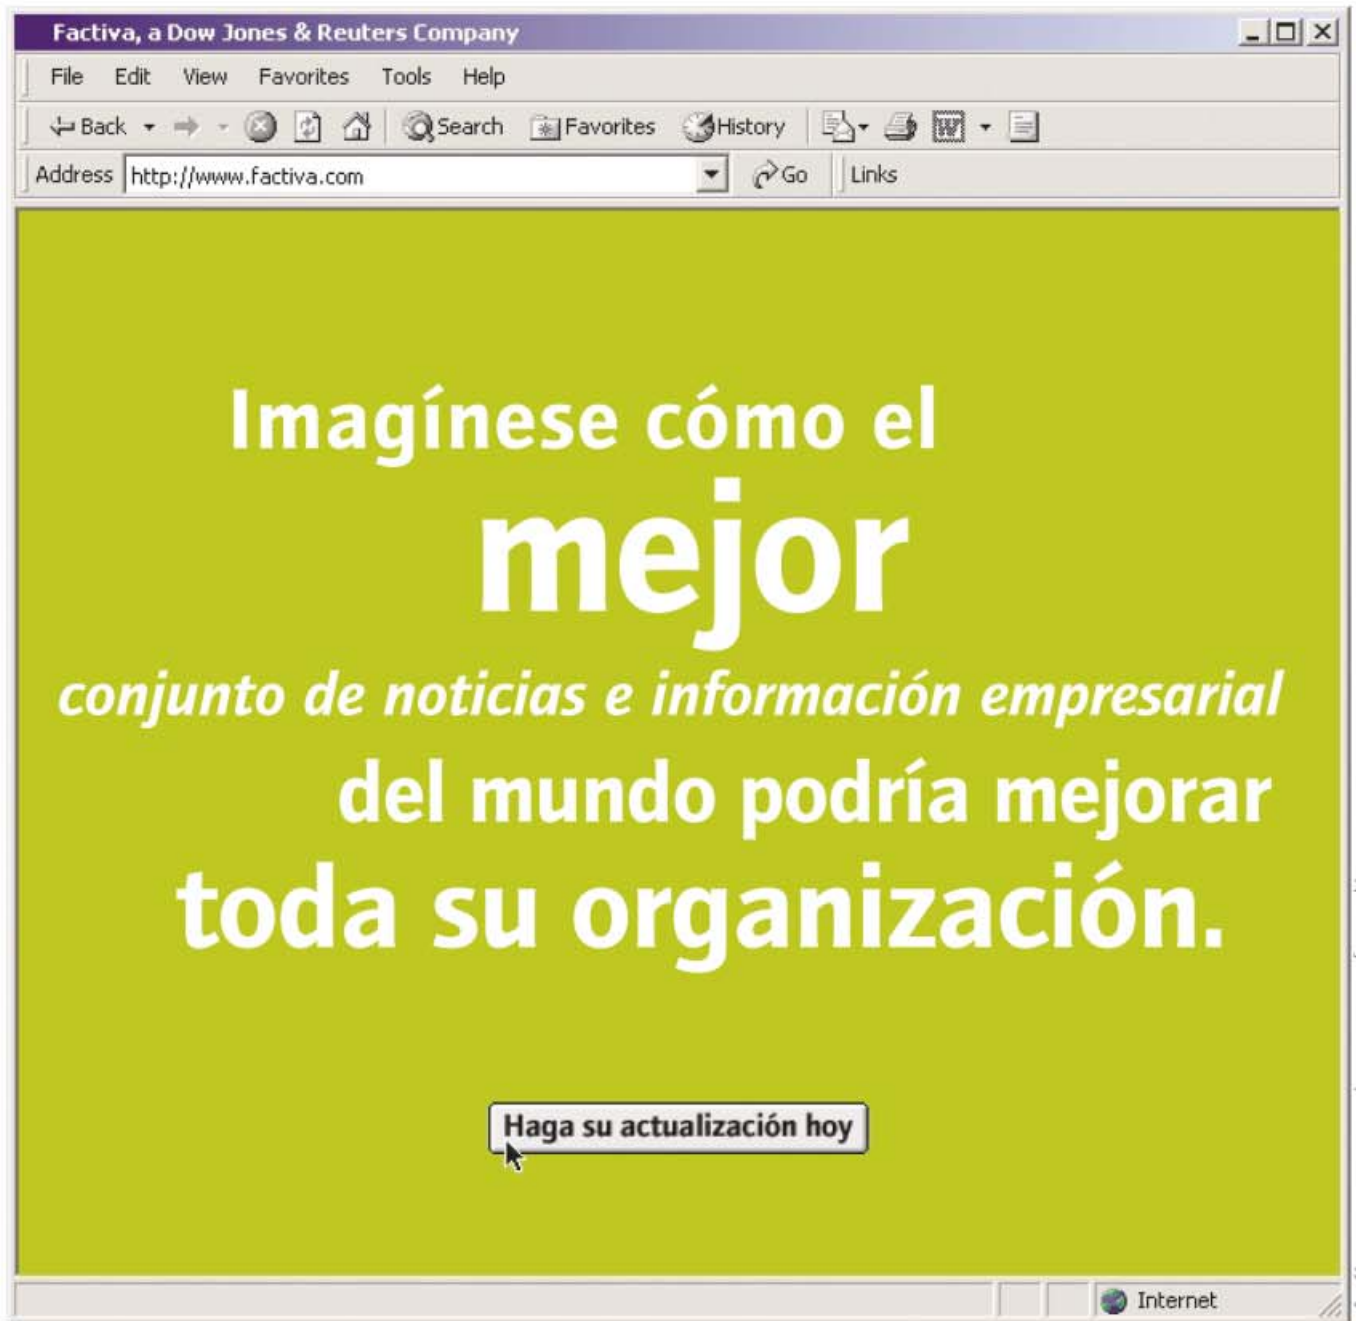 Factiva, a Dow Jones & Reuters Company
File Edit View Favorites Tools Help
Back Search Favorites History
Address http://www.factiva.com Go Links
Imagínese cómo el
mejor
conjunto de noticias e información empresarial
del mundo podría mejorar
toda su organización.
Haga su actualización hoy
Internet